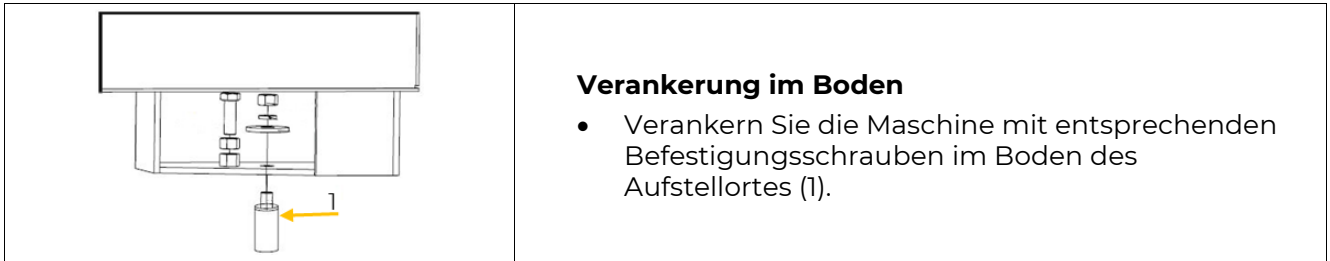 1
Verankerung im Boden
• Verankern Sie die Maschine mit entsprechenden
Befestigungsschrauben im Boden des
Aufstellortes (1).